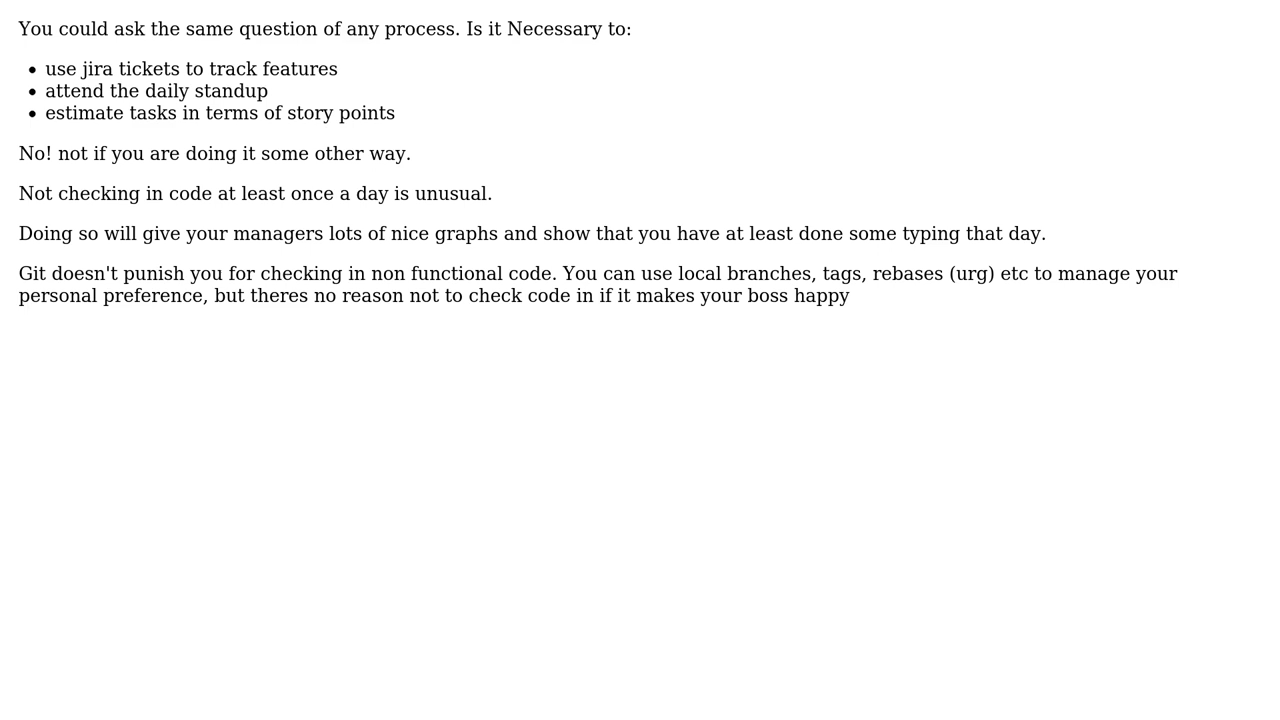 You could ask the same question of any process. Is it Necessary to:
• use jira tickets to track features
• attend the daily standup
• estimate tasks in terms of story points
No! not if you are doing it some other way.
Not checking in code at least once a day is unusual.
Doing so will give your managers lots of nice graphs and show that you have at least done some typing that day.
Git doesn't punish you for checking in non functional code. You can use local branches, tags, rebases (urg) etc to manage your
personal preference, but theres no reason not to check code in if it makes your boss happy